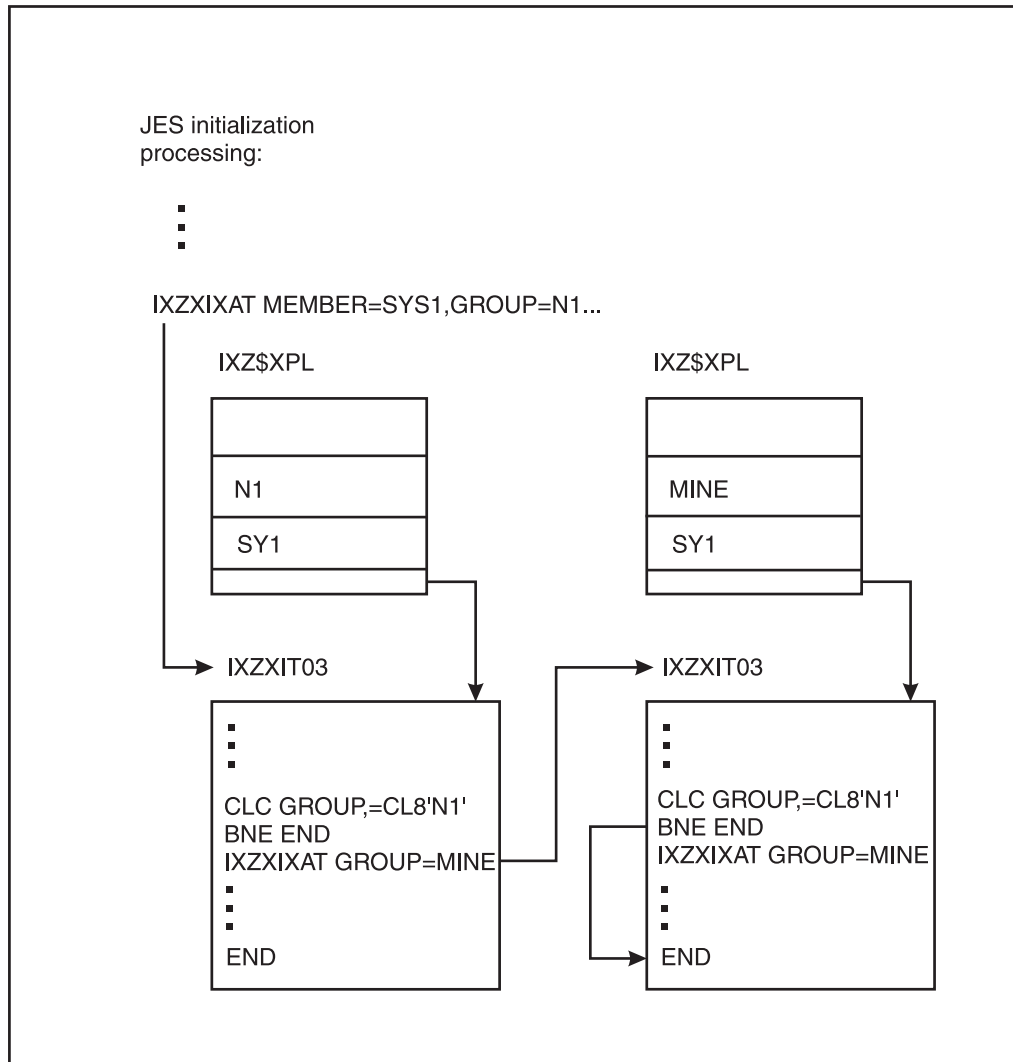 JES initialization
processing:
IXZXIXAT MEMBER=SYS1,GROUP=N1...
IXZ$XPL
N1
SY1
IXZXIT03
CLC GROUP,=CL8'N1'
BNE END
IXZXIXAT GROUP=MINE
END
IXZ$XPL
MINE
SY1
IXZXIT03
CLC GROUP,=CL8'N1'
BNE END
IXZXIXAT GROUP=MINE
END